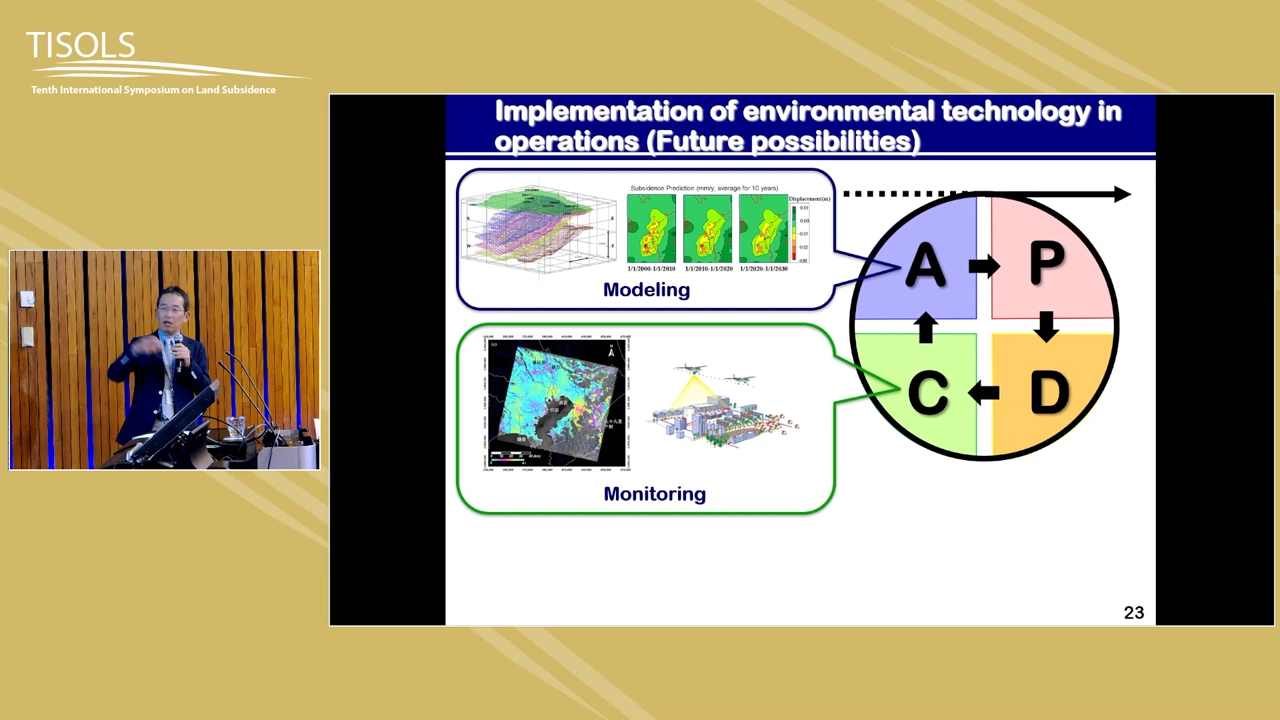 TISOLS
Tenth International Symposium on Land Subsidence
Implementation of environmental technology in
operations (Future possibilities)
Subsidence Prediction (mm/y, average for 10 years)
Displacement(m)
1/1/2000-1/1/2010
1/1/2010-1/1/2020
1/1/2020-1/1/2030
Modeling
Monitoring
A
P
C
D
23